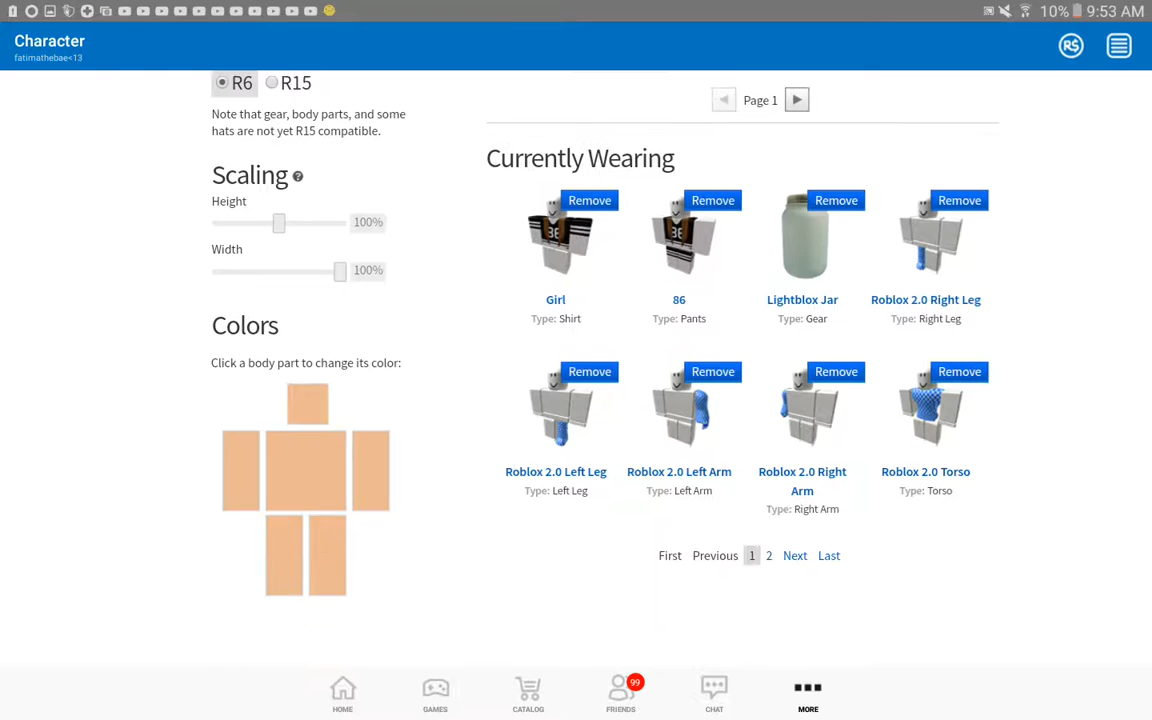 10% 9:53 AM
Character
fatimathebae<13
R$
R6 R15
Note that gear, body parts, and some
hats are not yet R15 compatible.
Scaling ?
Height
100%
Width
100%
Colors
Click a body part to change its color:
Page 1
Currently Wearing
Remove Remove Remove Remove
86 86
Girl 86 Lightblox Jar Roblox 2.0 Right Leg
Type: Shirt Type: Pants Type: Gear Type: Right Leg
Remove Remove Remove Remove
Roblox 2.0 Left Leg Roblox 2.0 Left Arm Roblox 2.0 Right Roblox 2.0 Torso
Arm
Type: Left Leg Type: Left Arm Type: Right Arm Type: Torso
First Previous 1 2 Next Last
99
HOME GAMES CATALOG FRIENDS CHAT MORE